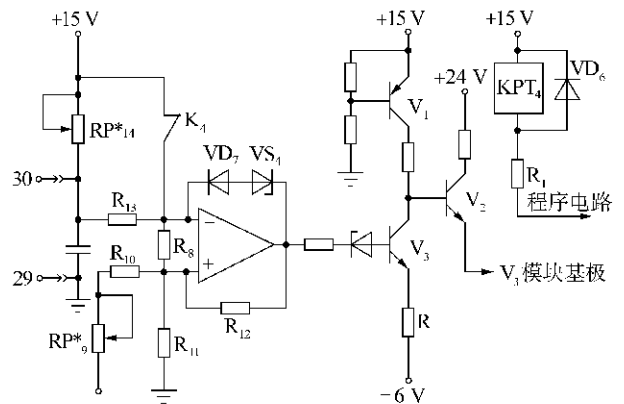 +15 V
+15 V
+15 V
+24 V
KPT4
VD6
RP*14
K4
V1
VD7
VS4
30
R13
R1
V2
程序电路
R8
−
+
V3
R10
29
V3模块基极
R12
RP*9
R11
R
−6 V